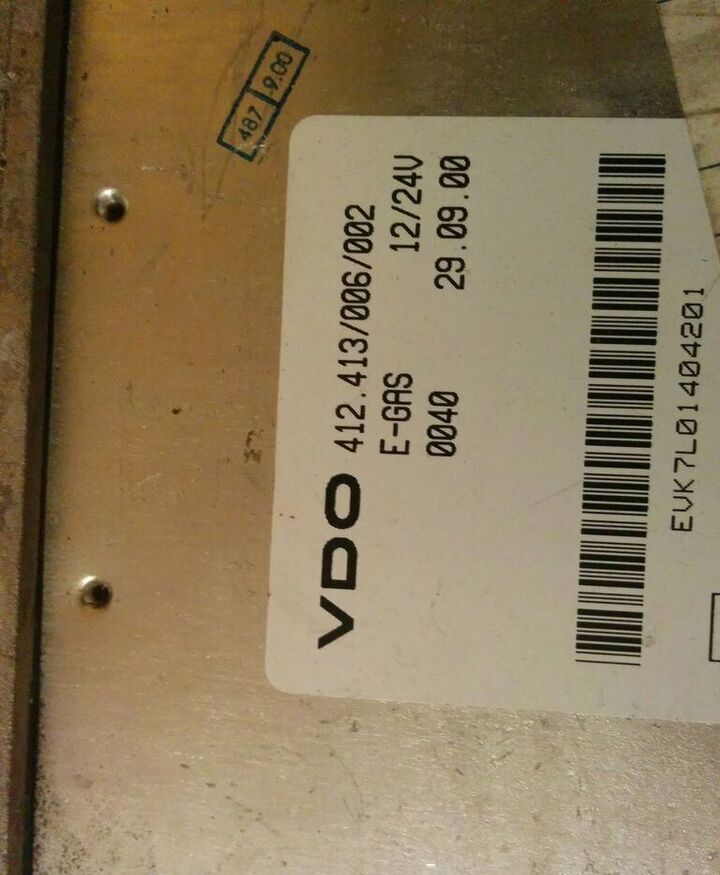 487 9.00
VDO 412.413/006/002
E-GAS 12/24V
0040 29.09.00
EVK7L01404201